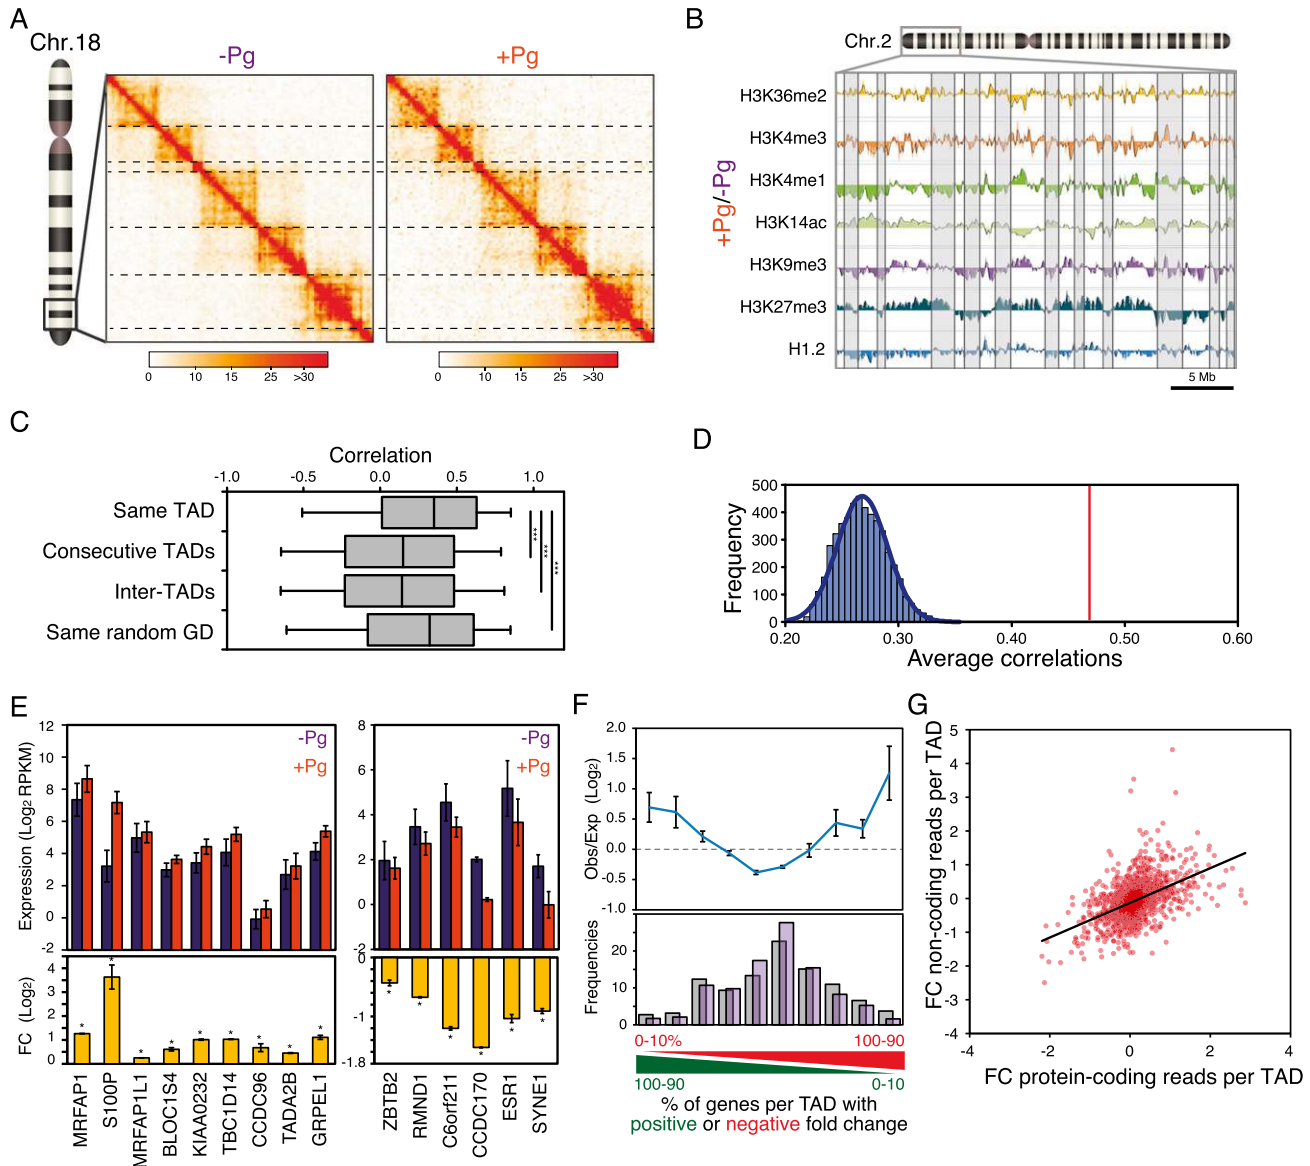 A
Chr.18
-Pg
+Pg
0 10 15 25 >30
0 10 15 25 >30
B
Chr.2
+Pg/-Pg
H3K36me2
H3K4me3
H3K4me1
H3K14ac
H3K9me3
H3K27me3
H1.2
5 Mb
C
Correlation
-1.0 -0.5 0.0 0.5 1.0
Same TAD
Consecutive TADs
Inter-TADs
Same random GD
***
***
***
D
Frequency
500
400
300
200
100
0
0.20 0.30 0.40 0.50 0.60
Average correlations
E
Expression (Log2 RPKM)
12
10
8
6
4
2
0
-2
-Pg
+Pg
8
6
4
2
0
-2
-Pg
+Pg
FC (Log2)
4
3
2
1
0
* * * * * * * * *
0
-1
-1.8
* * * * * *
MRFAP1
S100P
MRFAP1L1
BLOC1S4
KIAA0232
TBC1D14
CCDC96
TADA2B
GRPEL1
ZBTB2
RMND1
C6orf211
CCDC170
ESR1
SYNE1
F
Obs/Exp (Log2)
2.0
1.5
1.0
0.5
0.0
-0.5
-1.0
Frequencies
20
10
0
0-10% 100-90
100-90 0-10
% of genes per TAD with
positive or negative fold change
G
FC non-coding reads per TAD
5
4
3
2
1
0
-1
-2
-3
-4
-4 -2 0 2 4
FC protein-coding reads per TAD